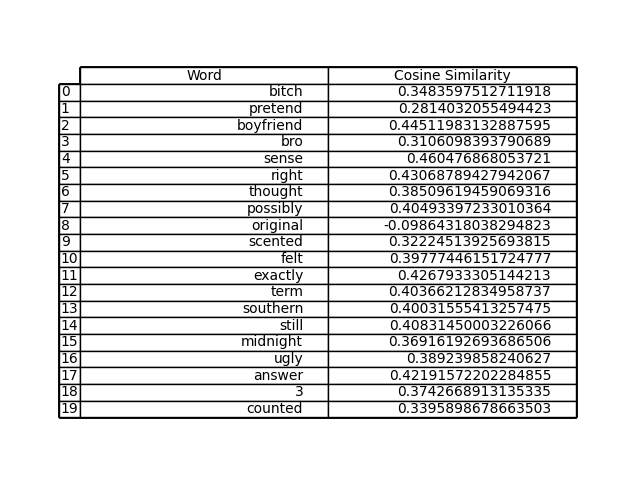 Word Cosine Similarity
0 bitch 0.3483597512711918
1 pretend 0.2814032055494423
2 boyfriend 0.44511983132887595
3 bro 0.3106098393790689
4 sense 0.460476868053721
5 right 0.43068789427942067
6 thought 0.38509619459069316
7 possibly 0.40493397233010364
8 original -0.09864318038294823
9 scented 0.32224513925693815
10 felt 0.39777446151724777
11 exactly 0.4267933305144213
12 term 0.40366212834958737
13 southern 0.40031555413257475
14 still 0.40831450003226066
15 midnight 0.36916192693686506
16 ugly 0.389239858240627
17 answer 0.42191572202284855
18 3 0.3742668913135335
19 counted 0.3395898678663503